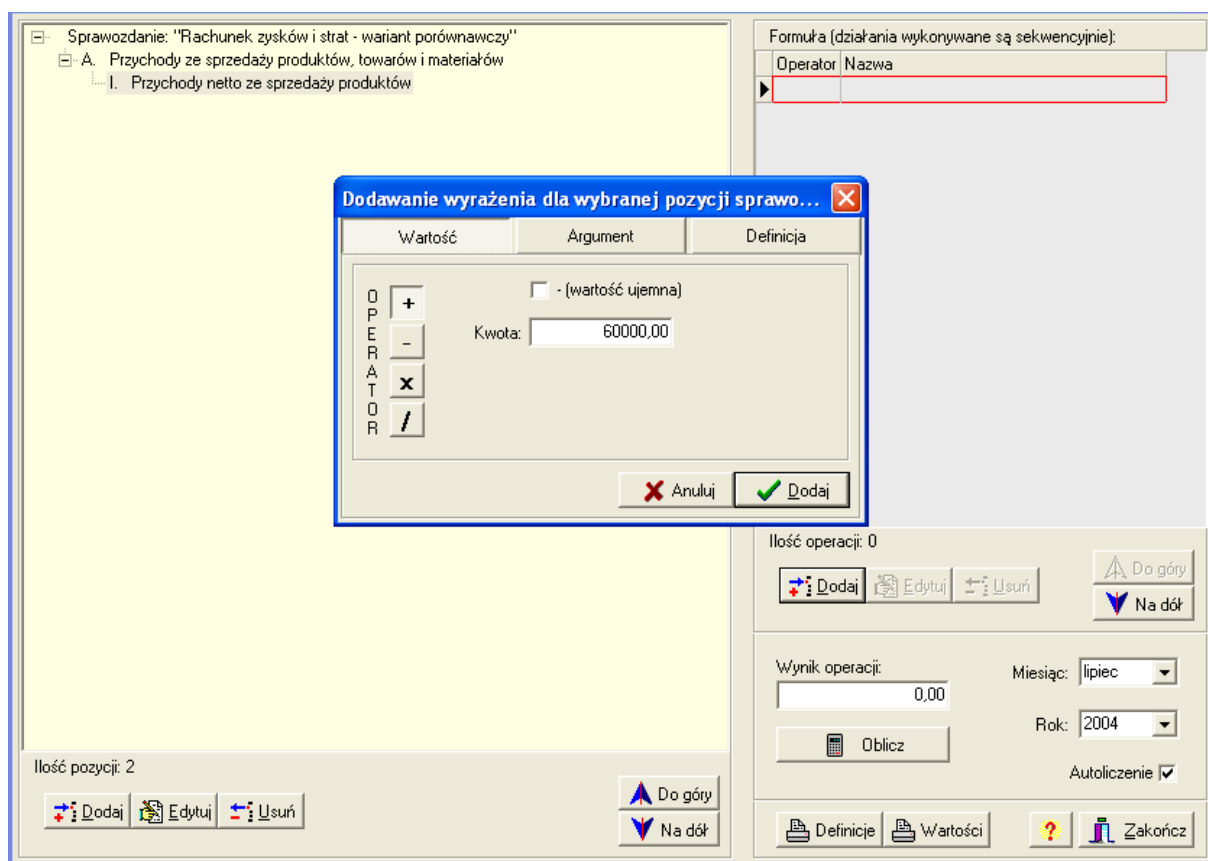 Sprawozdanie: "Rachunek zysków i strat - wariant porównawczy"
A. Przychody ze sprzedaży produktów, towarów i materiałów
I. Przychody netto ze sprzedaży produktów
Formuła (działania wykonywane są sekwencyjnie):
Operator Nazwa
Dodawanie wyrażenia dla wybranej pozycji sprawo...
Wartość Argument Definicja
OPERATOR
+
-
x
/
- (wartość ujemna)
Kwota: 60000,00
Anuluj Dodaj
Ilość operacji: 0
Dodaj Edytuj Usuń
Do góry
Na dół
Wynik operacji:
0,00
Oblicz
Miesiąc: lipiec
Rok: 2004
Autoliczenie
Ilość pozycji: 2
Dodaj Edytuj Usuń
Do góry
Na dół
Definicje Wartości ? Zakończ